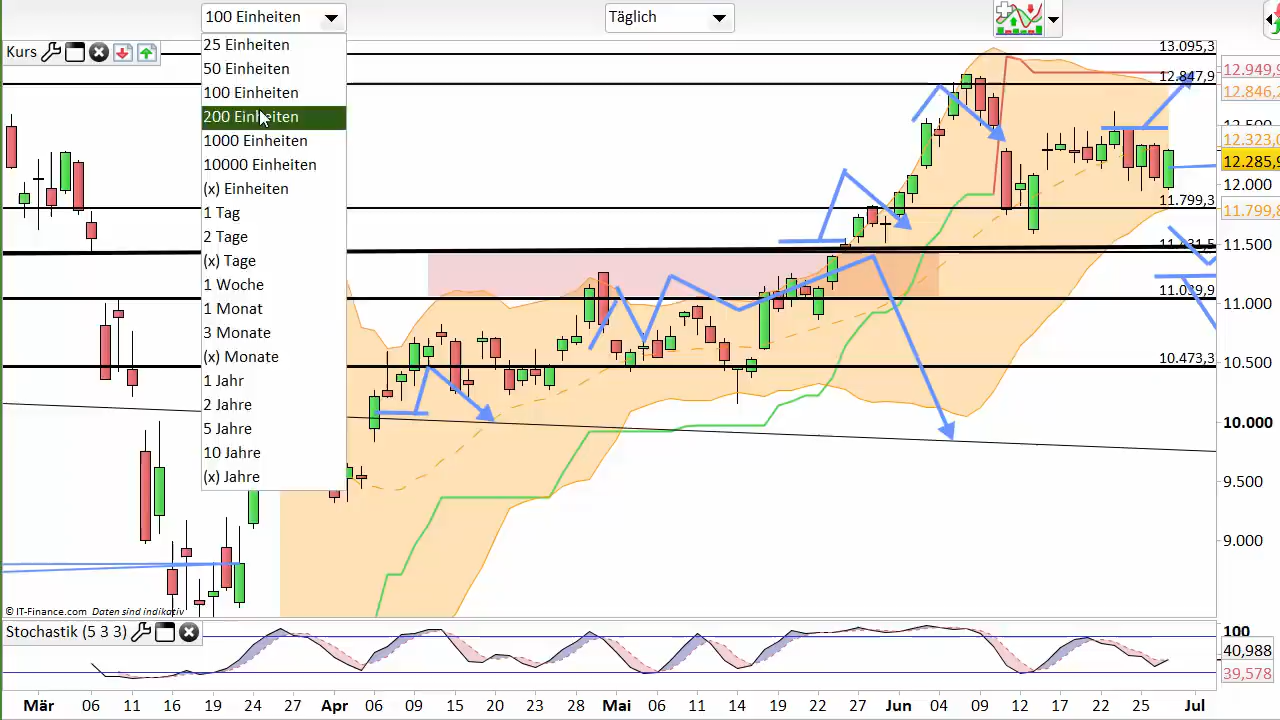 100 Einheiten
Täglich
Kurs
25 Einheiten
50 Einheiten
100 Einheiten
200 Einheiten
1000 Einheiten
10000 Einheiten
(x) Einheiten
1 Tag
2 Tage
(x) Tage
1 Woche
1 Monat
3 Monate
(x) Monate
1 Jahr
2 Jahre
5 Jahre
10 Jahre
(x) Jahre
13.095,3
12.847,9
11.799,3
11.039,9
10.473,3
12.949,9
12.846,2
12.500
12.323,0
12.285,9
12.000
11.799,8
11.500
11.000
10.500
10.000
9.500
9.000
© IT-Finance.com Daten sind indikativ
Stochastik (5 3 3)
100
40,988
39,578
Mär 06 11 16 19 24 27 Apr 06 08 15 20 23 28 Mai 06 11 14 19 22 27 Jun 04 09 12 17 22 25 Jul